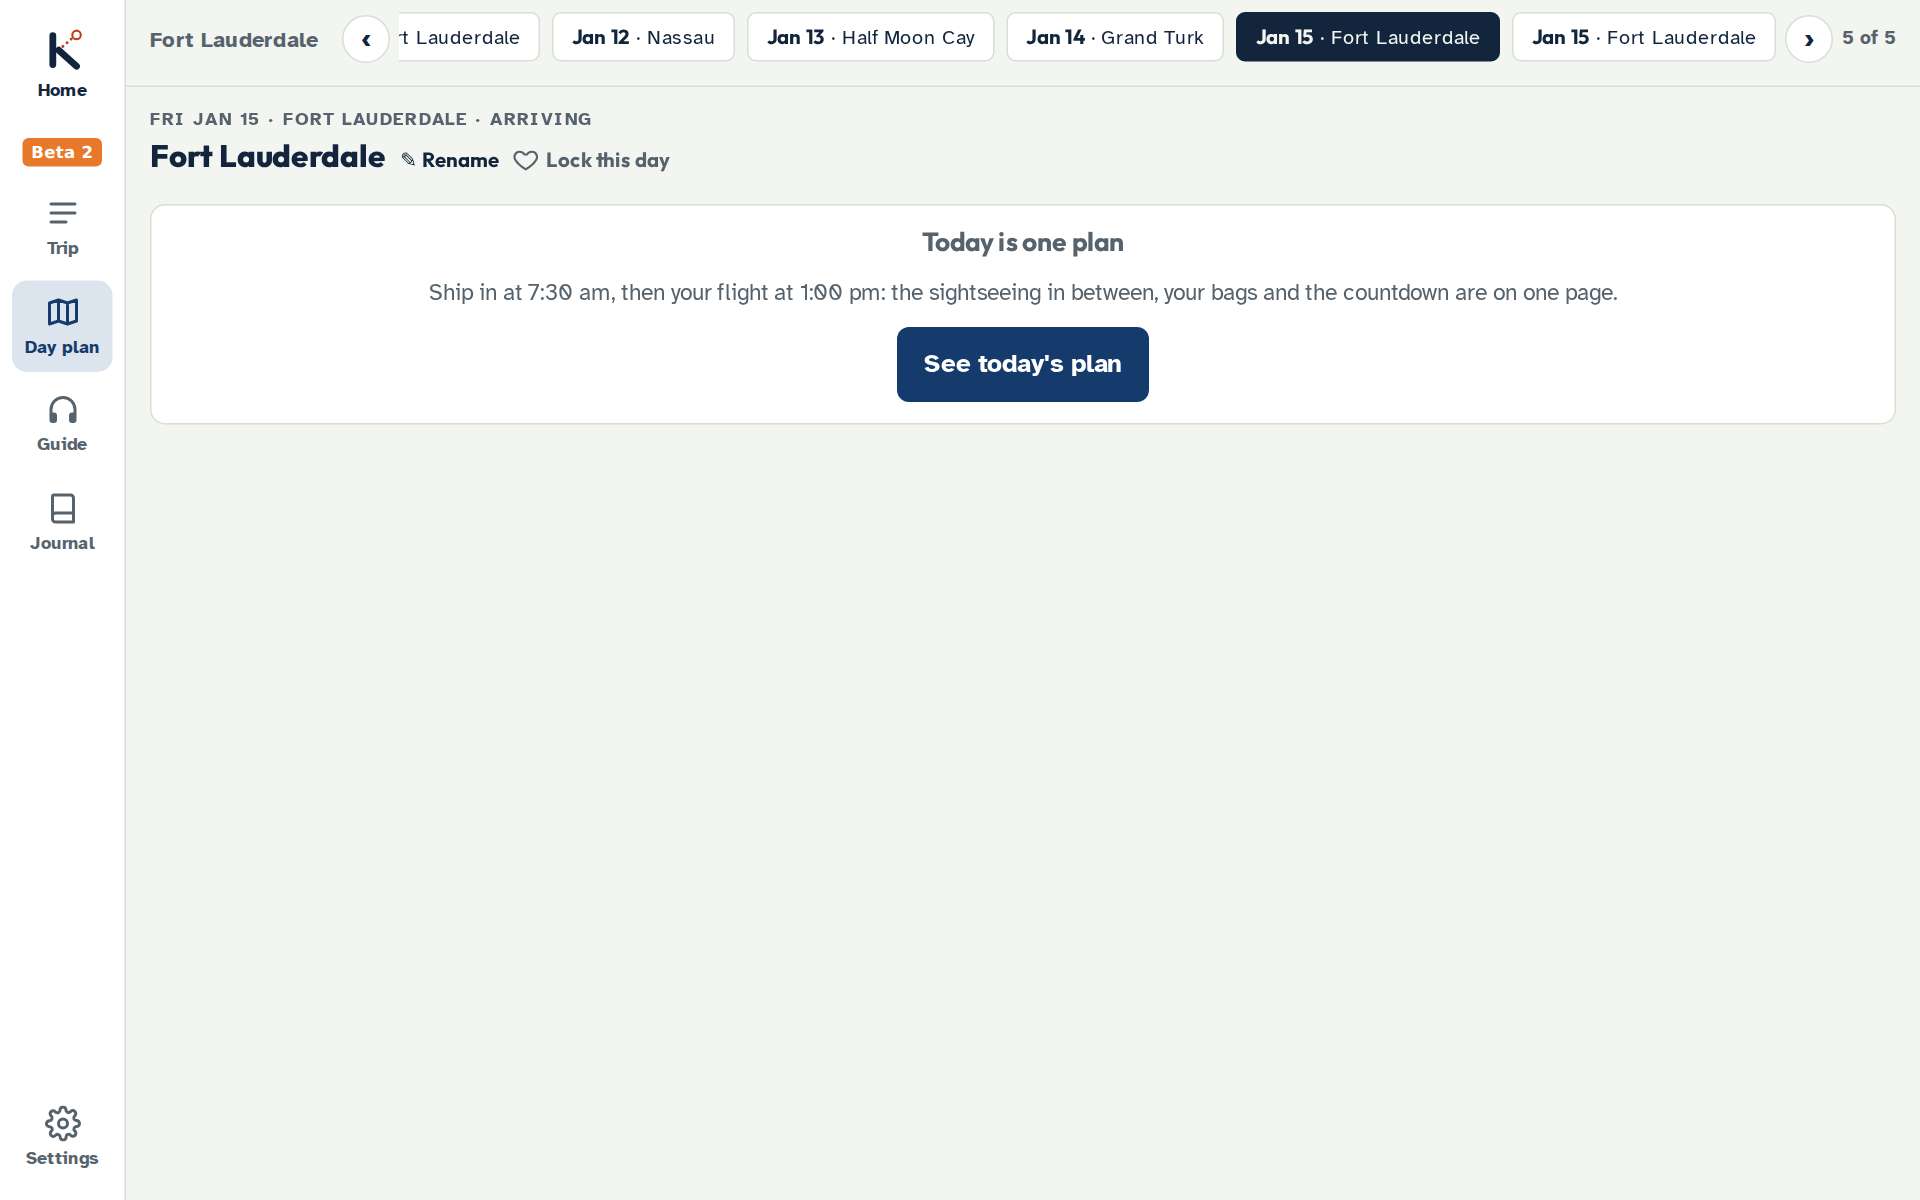 Home
Beta 2
Trip
Day plan
Guide
Journal
Settings
Fort Lauderdale
‹
rt Lauderdale
Jan 12 · Nassau
Jan 13 · Half Moon Cay
Jan 14 · Grand Turk
Jan 15 · Fort Lauderdale
Jan 15 · Fort Lauderdale
›
5 of 5
FRI JAN 15 · FORT LAUDERDALE · ARRIVING
Fort Lauderdale ✎ Rename Lock this day
Today is one plan
Ship in at 7:30 am, then your flight at 1:00 pm: the sightseeing in between, your bags and the countdown are on one page.
See today's plan